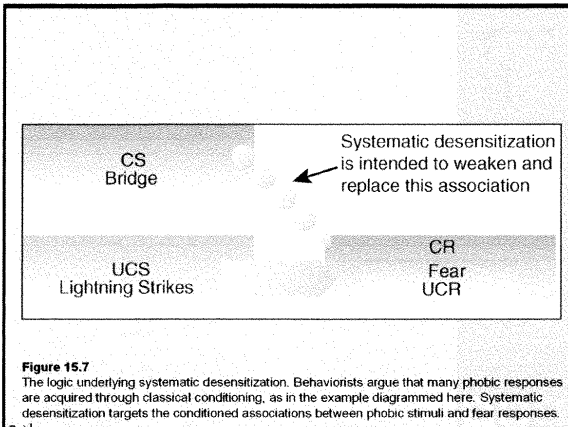 CS
Bridge
Systematic desensitization
is intended to weaken and
replace this association
UCS
Lightning Strikes
CR
Fear
UCR
Figure 15.7
The logic underlying systematic desensitization. Behaviorists argue that many phobic responses
are acquired through classical conditioning, as in the example diagrammed here. Systematic
desensitization targets the conditioned associations between phobic stimuli and fear responses.